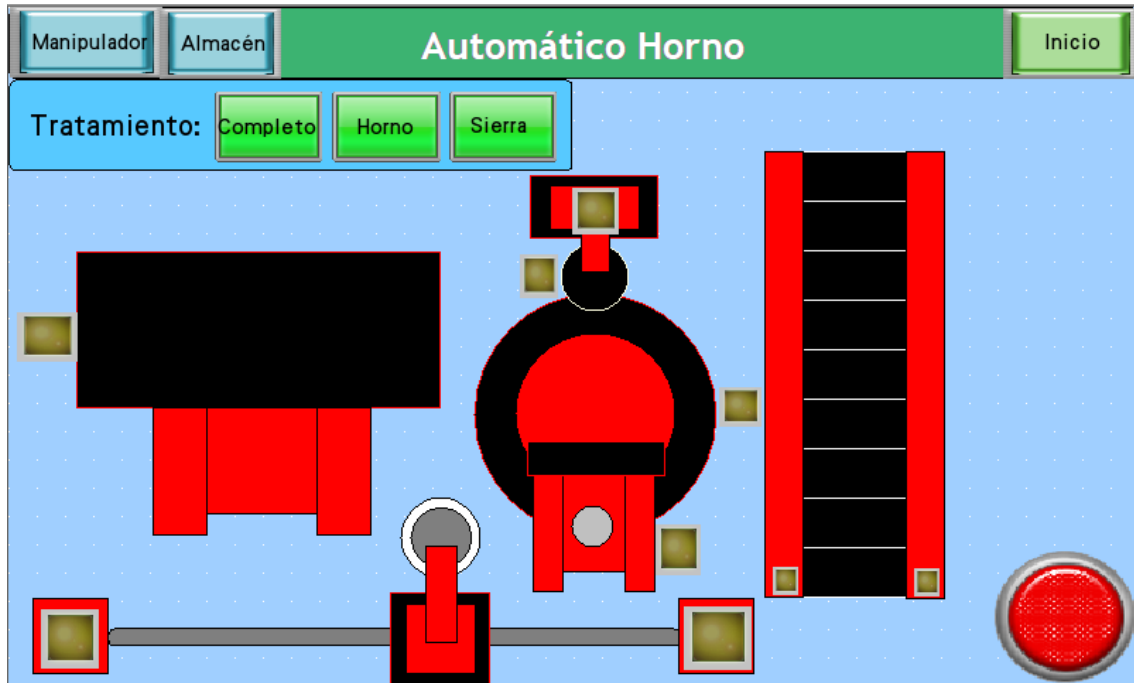 Manipulador
Almacén
Automático Horno
Inicio
Tratamiento:
Completo
Horno
Sierra